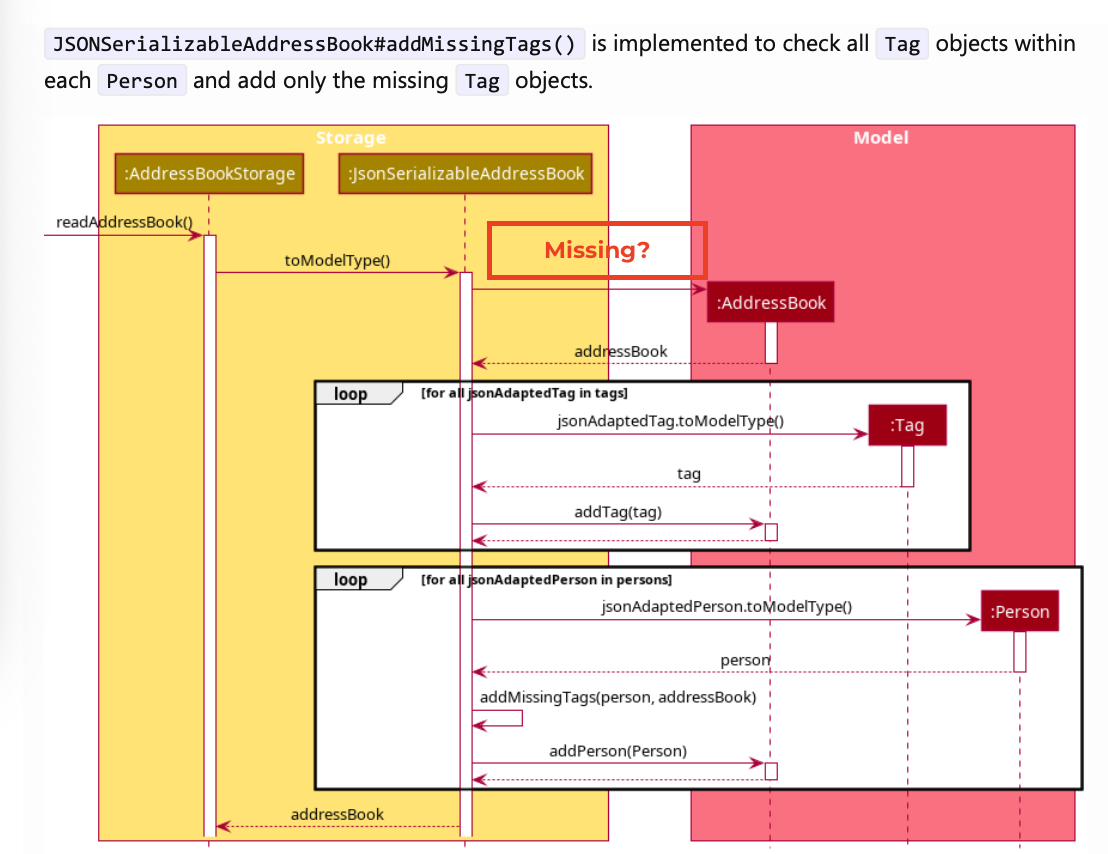 JSONSerializableAddressBook#addMissingTags() is implemented to check all Tag objects within
each Person and add only the missing Tag objects.
Storage
Model
:AddressBookStorage
:JsonSerializableAddressBook
readAddressBook()
Missing?
toModelType()
:AddressBook
addressBook
loop
[for all jsonAdaptedTag in tags]
jsonAdaptedTag.toModelType()
:Tag
tag
addTag(tag)
loop
[for all jsonAdaptedPerson in persons]
jsonAdaptedPerson.toModelType()
:Person
person
addMissingTags(person, addressBook)
addPerson(Person)
addressBook